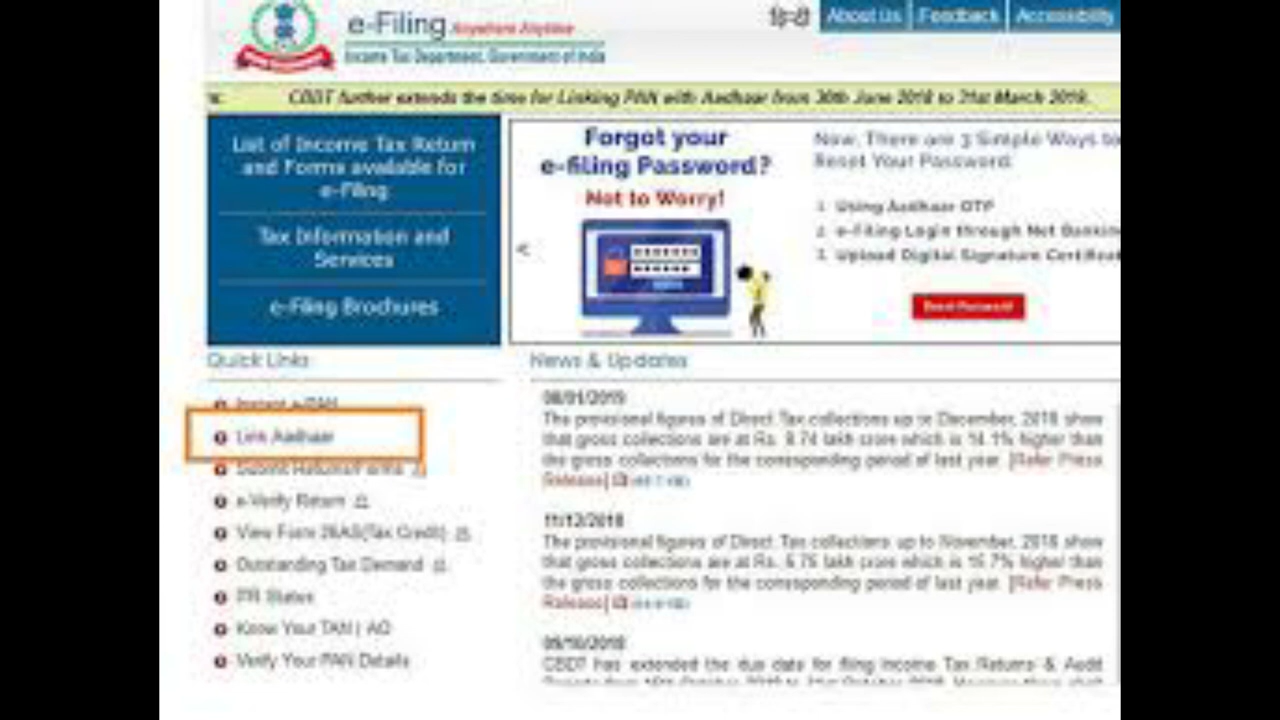 e-Filing Anywhere Anytime
Income Tax Department, Government of India
हिन्दी
About Us
Feedback
Accessibility
CBDT further extends the time for Linking PAN with Aadhaar from 30th June 2018 to 31st March 2019.
List of Income Tax Return
and Forms available for
e-Filing
Tax Information and
Services
e-Filing Brochures
Forgot your
e-filing Password?
Not to Worry!
<
Now, There are 3 Simple Ways to
Reset Your Password:
1. Using Aadhaar OTP
2. e-Filing Login through Net Bankin
3. Upload Digital Signature Certificat
Reset Password
Quick Links
Instant e-PAN
Link Aadhaar
Submit Returns/Forms
e-Verify Return
View Form 26AS(Tax Credit)
Outstanding Tax Demand
ITR Status
Know Your TAN | AO
Verify Your PAN Details
News & Updates
08/01/2019
The provisional figures of Direct Tax collections up to December, 2018 show
that gross collections are at Rs. 8.74 lakh crore which is 14.1% higher than
the gross collections for the corresponding period of last year. [Refer Press
Release]
11/12/2018
The provisional figures of Direct Tax collections up to November, 2018 show
that gross collections are at Rs. 6.75 lakh crore which is 15.7% higher than
the gross collections for the corresponding period of last year. [Refer Press
Release]
09/10/2018
CBDT has extended the due date for filing Income Tax Returns & Audit